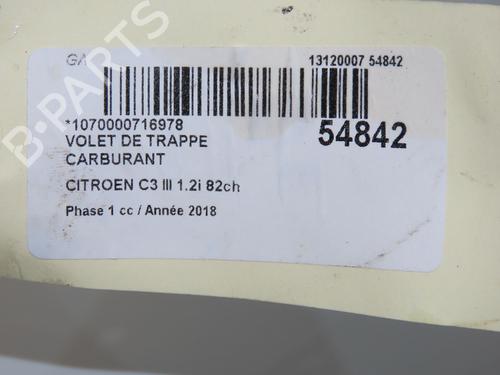 GA 13120007 54842
*1070000716978
54842
VOLET DE TRAPPE
CARBURANT
CITROEN C3 III 1.2i 82ch
Phase 1 cc / Année 2018
B-PARTS